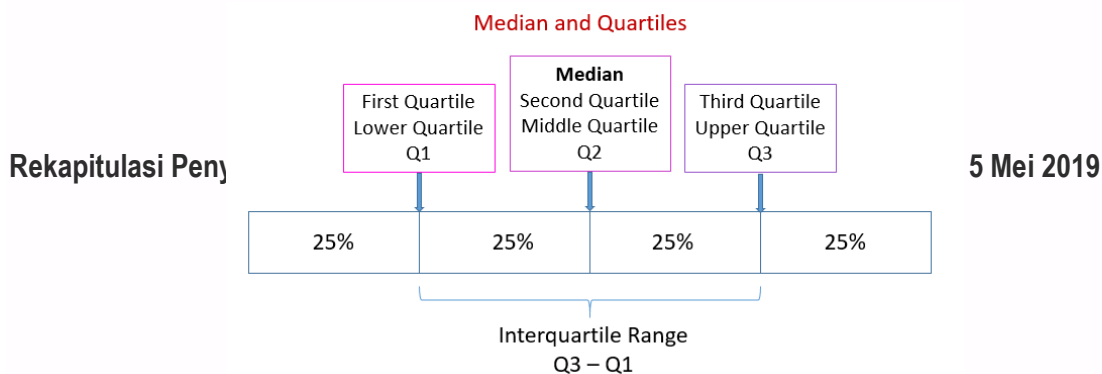 Median and Quartiles
First Quartile
Lower Quartile
Q1
Median
Second Quartile
Middle Quartile
Q2
Third Quartile
Upper Quartile
Q3
Rekapitulasi
5 Mei 2019
25%
25%
25%
25%
Interquartile Range
Q3 – Q1